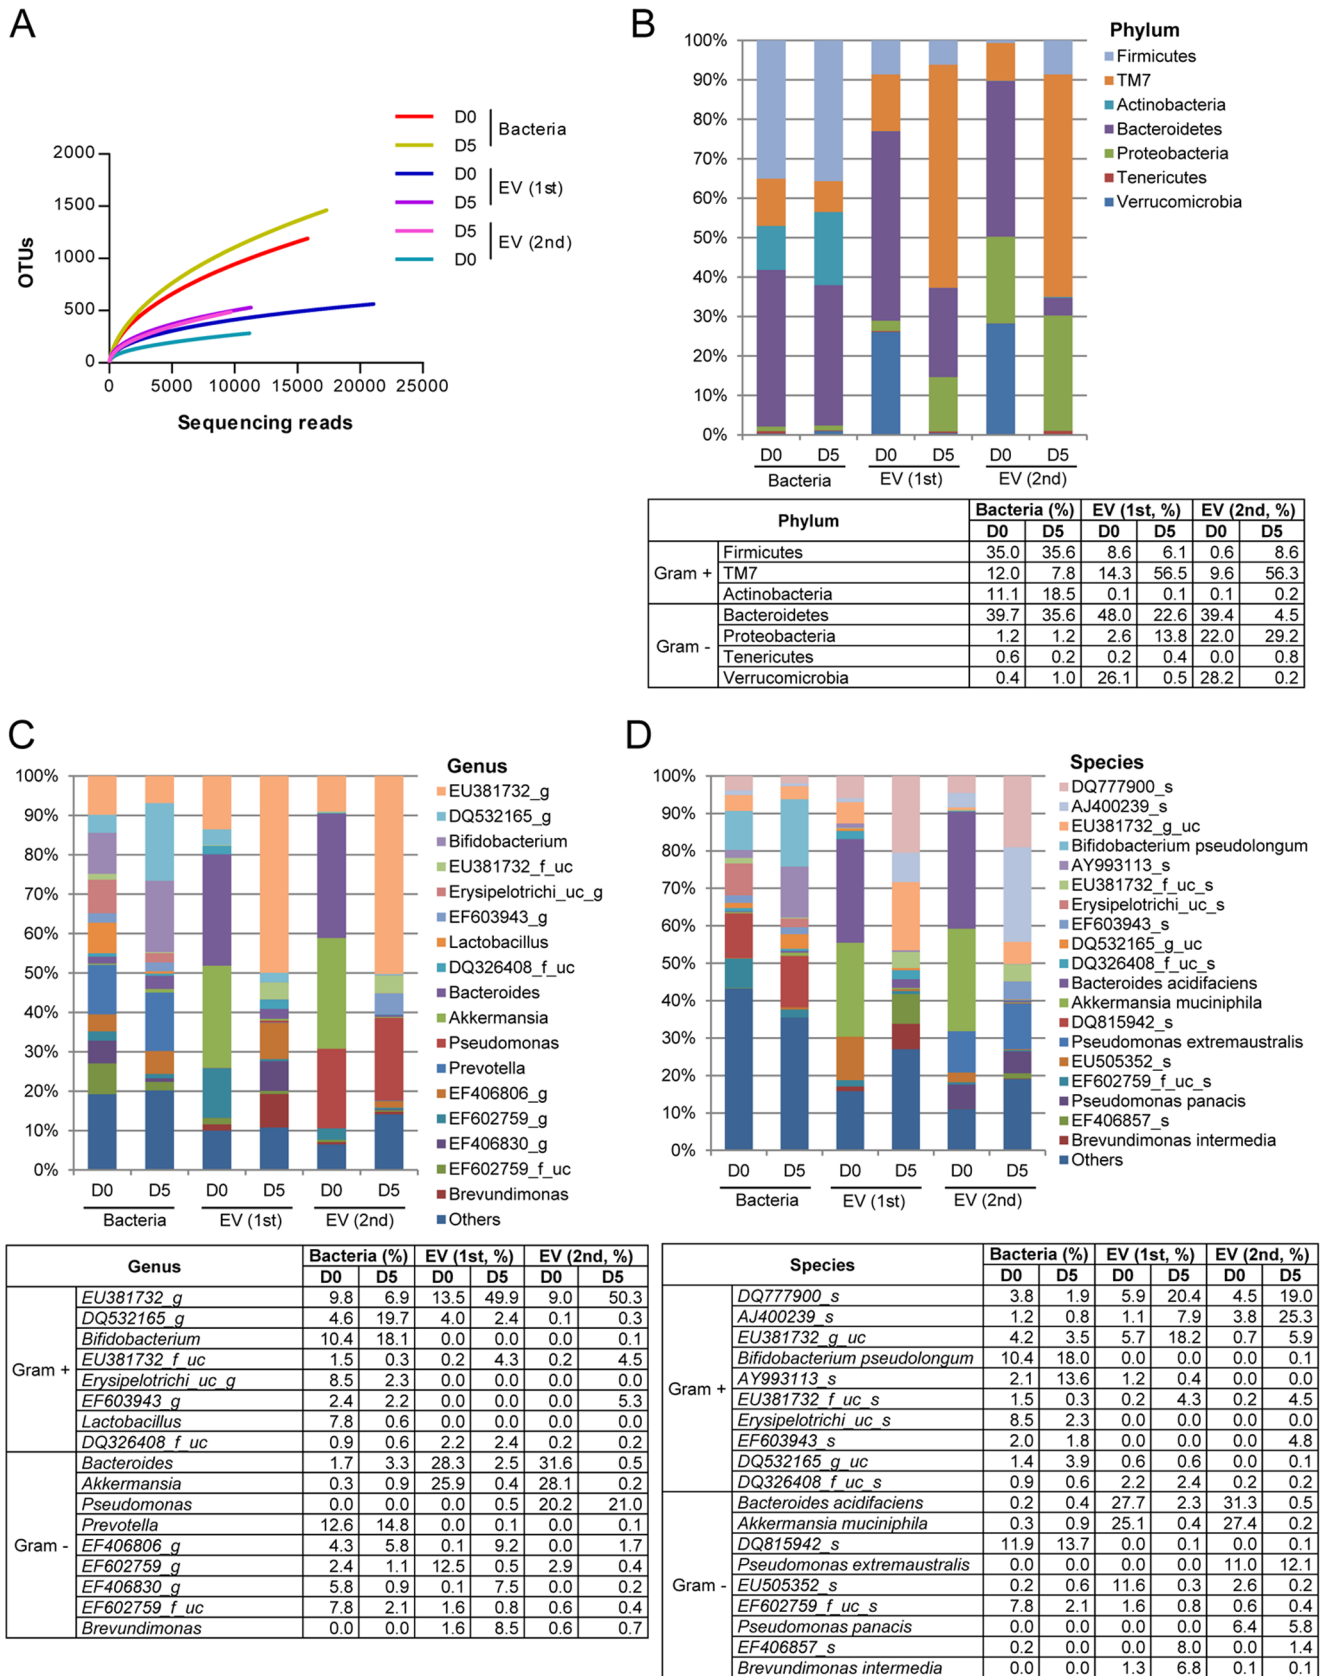 A
D0
Bacteria
D5
D0
EV (1st)
D5
D5
EV (2nd)
D0
2000
1500
1000
500
0
OTUs
0 5000 10000 15000 20000 25000
Sequencing reads
B
100%
90%
80%
70%
60%
50%
40%
30%
20%
10%
0%
D0 D5 D0 D5 D0 D5
Bacteria EV (1st) EV (2nd)
Phylum
Firmicutes
TM7
Actinobacteria
Bacteroidetes
Proteobacteria
Tenericutes
Verrucomicrobia
Phylum Bacteria (%) EV (1st, %) EV (2nd, %)
D0 D5 D0 D5 D0 D5
Gram +
Firmicutes 35.0 35.6 8.6 6.1 0.6 8.6
TM7 12.0 7.8 14.3 56.5 9.6 56.3
Actinobacteria 11.1 18.5 0.1 0.1 0.1 0.2
Gram -
Bacteroidetes 39.7 35.6 48.0 22.6 39.4 4.5
Proteobacteria 1.2 1.2 2.6 13.8 22.0 29.2
Tenericutes 0.6 0.2 0.2 0.4 0.0 0.8
Verrucomicrobia 0.4 1.0 26.1 0.5 28.2 0.2
C
100%
90%
80%
70%
60%
50%
40%
30%
20%
10%
0%
D0 D5 D0 D5 D0 D5
Bacteria EV (1st) EV (2nd)
Genus
EU381732_g
DQ532165_g
Bifidobacterium
EU381732_f_uc
Erysipelotrichi_uc_g
EF603943_g
Lactobacillus
DQ326408_f_uc
Bacteroides
Akkermansia
Pseudomonas
Prevotella
EF406806_g
EF602759_g
EF406830_g
EF602759_f_uc
Brevundimonas
Others
Genus Bacteria (%) EV (1st, %) EV (2nd, %)
D0 D5 D0 D5 D0 D5
Gram +
EU381732_g 9.8 6.9 13.5 49.9 9.0 50.3
DQ532165_g 4.6 19.7 4.0 2.4 0.1 0.3
Bifidobacterium 10.4 18.1 0.0 0.0 0.0 0.1
EU381732_f_uc 1.5 0.3 0.2 4.3 0.2 4.5
Erysipelotrichi_uc_g 8.5 2.3 0.0 0.0 0.0 0.0
EF603943_g 2.4 2.2 0.0 0.0 0.0 5.3
Lactobacillus 7.8 0.6 0.0 0.0 0.0 0.0
DQ326408_f_uc 0.9 0.6 2.2 2.4 0.2 0.2
Gram -
Bacteroides 1.7 3.3 28.3 2.5 31.6 0.5
Akkermansia 0.3 0.9 25.9 0.4 28.1 0.2
Pseudomonas 0.0 0.0 0.0 0.5 20.2 21.0
Prevotella 12.6 14.8 0.0 0.1 0.0 0.1
EF406806_g 4.3 5.8 0.1 9.2 0.0 1.7
EF602759_g 2.4 1.1 12.5 0.5 2.9 0.4
EF406830_g 5.8 0.9 0.1 7.5 0.0 0.2
EF602759_f_uc 7.8 2.1 1.6 0.8 0.6 0.4
Brevundimonas 0.0 0.0 1.6 8.5 0.6 0.7
D
100%
90%
80%
70%
60%
50%
40%
30%
20%
10%
0%
D0 D5 D0 D5 D0 D5
Bacteria EV (1st) EV (2nd)
Species
DQ777900_s
AJ400239_s
EU381732_g_uc
Bifidobacterium pseudolongum
AY993113_s
EU381732_f_uc_s
Erysipelotrichi_uc_s
EF603943_s
DQ532165_g_uc
DQ326408_f_uc_s
Bacteroides acidifaciens
Akkermansia muciniphila
DQ815942_s
Pseudomonas extremaustralis
EU505352_s
EF602759_f_uc_s
Pseudomonas panacis
EF406857_s
Brevundimonas intermedia
Others
Species Bacteria (%) EV (1st, %) EV (2nd, %)
D0 D5 D0 D5 D0 D5
Gram +
DQ777900_s 3.8 1.9 5.9 20.4 4.5 19.0
AJ400239_s 1.2 0.8 1.1 7.9 3.8 25.3
EU381732_g_uc 4.2 3.5 5.7 18.2 0.7 5.9
Bifidobacterium pseudolongum 10.4 18.0 0.0 0.0 0.0 0.1
AY993113_s 2.1 13.6 1.2 0.4 0.0 0.0
EU381732_f_uc_s 1.5 0.3 0.2 4.3 0.2 4.5
Erysipelotrichi_uc_s 8.5 2.3 0.0 0.0 0.0 0.0
EF603943_s 2.0 1.8 0.0 0.0 0.0 4.8
DQ532165_g_uc 1.4 3.9 0.6 0.6 0.0 0.1
DQ326408_f_uc_s 0.9 0.6 2.2 2.4 0.2 0.2
Gram -
Bacteroides acidifaciens 0.2 0.4 27.7 2.3 31.3 0.5
Akkermansia muciniphila 0.3 0.9 25.1 0.4 27.4 0.2
DQ815942_s 11.9 13.7 0.0 0.1 0.0 0.1
Pseudomonas extremaustralis 0.0 0.0 0.0 0.0 11.0 12.1
EU505352_s 0.2 0.6 11.6 0.3 2.6 0.2
EF602759_f_uc_s 7.8 2.1 1.6 0.8 0.6 0.4
Pseudomonas panacis 0.0 0.0 0.0 0.0 6.4 5.8
EF406857_s 0.2 0.0 0.0 8.0 0.0 1.4
Brevundimonas intermedia 0.0 0.0 1.3 6.8 0.1 0.1